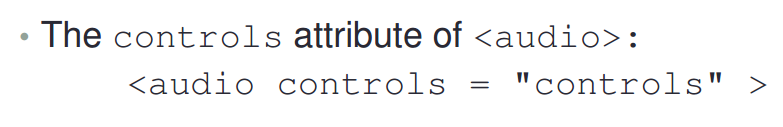 • The controls attribute of <audio>:
<audio controls = "controls" >